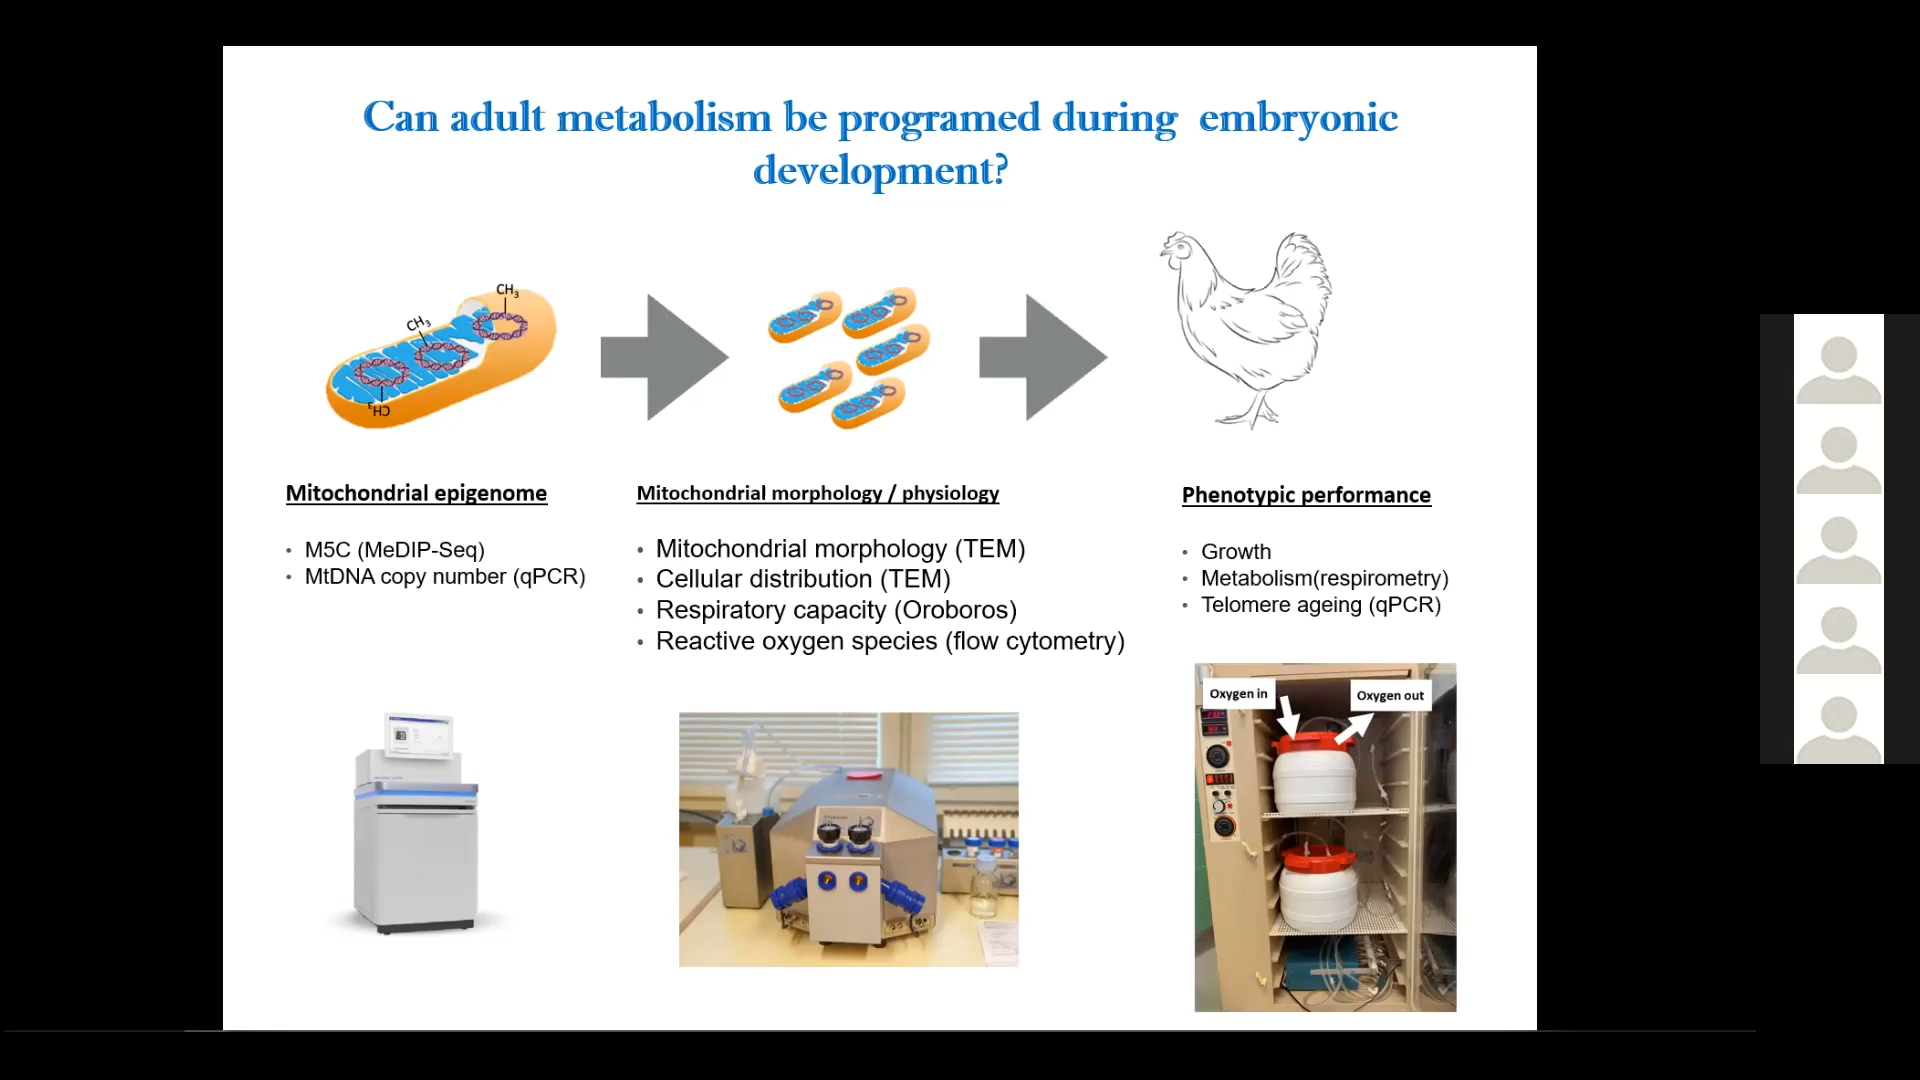 Can adult metabolism be programed during embryonic
development?
CH3
CH3
CH3
Mitochondrial epigenome
• M5C (MeDIP-Seq)
• MtDNA copy number (qPCR)
Mitochondrial morphology / physiology
• Mitochondrial morphology (TEM)
• Cellular distribution (TEM)
• Respiratory capacity (Oroboros)
• Reactive oxygen species (flow cytometry)
Phenotypic performance
• Growth
• Metabolism(respirometry)
• Telomere ageing (qPCR)
Oxygen in
Oxygen out